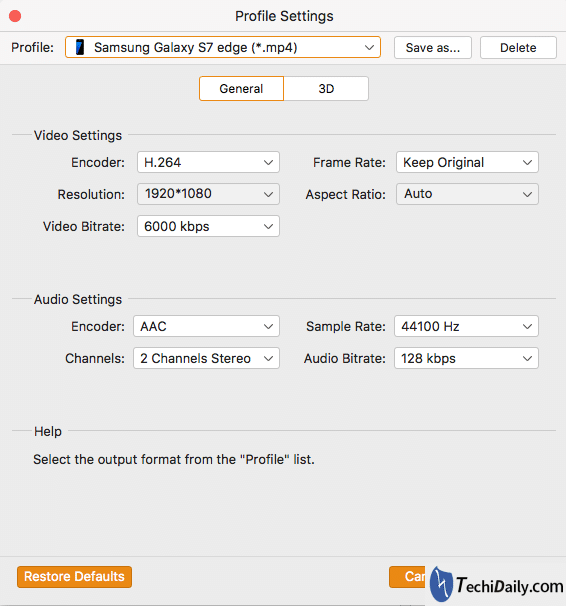 Profile Settings
Profile: Samsung Galaxy S7 edge (*.mp4) Save as... Delete
General 3D
Video Settings
Encoder: H.264 Frame Rate: Keep Original
Resolution: 1920*1080 Aspect Ratio: Auto
Video Bitrate: 6000 kbps
Audio Settings
Encoder: AAC Sample Rate: 44100 Hz
Channels: 2 Channels Stereo Audio Bitrate: 128 kbps
Help
Select the output format from the "Profile" list.
Restore Defaults
TechiDaily.com